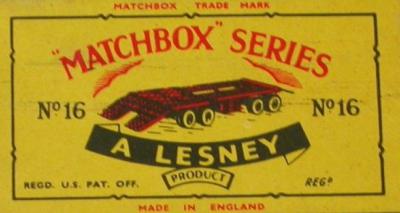 MATCHBOX TRADE MARK
"MATCHBOX" SERIES
Nº16 Nº16
A LESNEY
PRODUCT
REGD. U.S. PAT. OFF. REGD
MADE IN ENGLAND